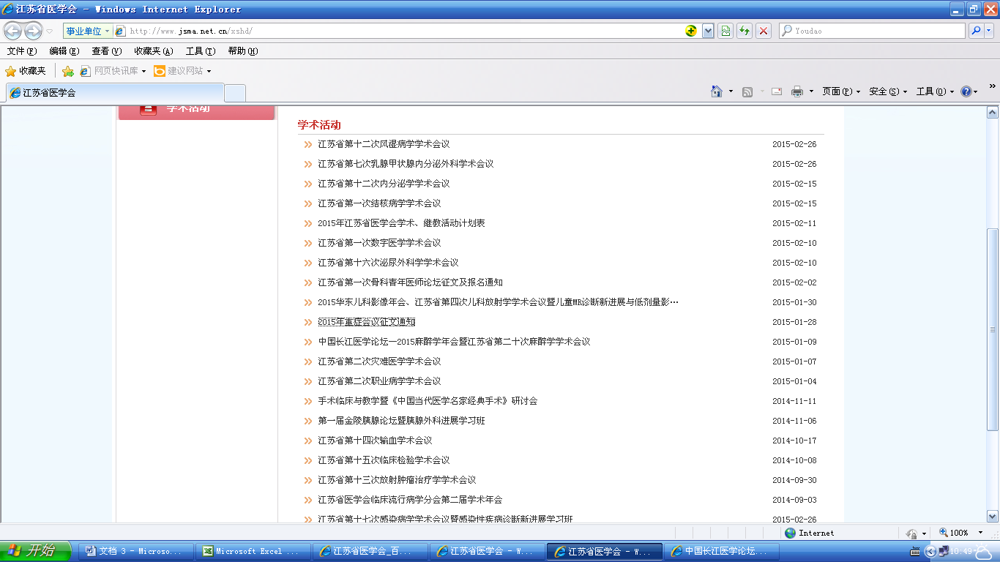 江苏省医学会 - Windows Internet Explorer
事业单位 http://www.jsma.net.cn/xshd/ Youdao
文件(F) 编辑(E) 查看(V) 收藏夹(A) 工具(T) 帮助(H)
收藏夹 网页快讯库 建议网站
江苏省医学会 页面(P) 安全(S) 工具(O) »
学术活动
学术活动
江苏省第十二次风湿病学学术会议 2015-02-26
江苏省第七次乳腺甲状腺内分泌外科学术会议 2015-02-26
江苏省第十二次内分泌学学术会议 2015-02-15
江苏省第一次结核病学学术会议 2015-02-15
2015年江苏省医学会学术、继教活动计划表 2015-02-11
江苏省第一次数字医学学术会议 2015-02-10
江苏省第十六次泌尿外科学学术会议 2015-02-10
江苏省第一次骨科青年医师论坛征文及报名通知 2015-02-02
2015华东儿科影像年会、江苏省第四次儿科放射学学术会议暨儿童MR诊断新进展与低剂量影… 2015-01-30
2015年重症会议征文通知 2015-01-28
中国长江医学论坛—2015麻醉学年会暨江苏省第二十次麻醉学学术会议 2015-01-09
江苏省第二次灾难医学学术会议 2015-01-07
江苏省第二次职业病学学术会议 2015-01-04
手术临床与教学暨《中国当代医学名家经典手术》研讨会 2014-11-11
第一届金陵胰腺论坛暨胰腺外科进展学习班 2014-11-06
江苏省第十四次输血学术会议 2014-10-17
江苏省第十五次临床检验学术会议 2014-10-08
江苏省第十三次放射肿瘤治疗学学术会议 2014-09-30
江苏省医学会临床流行病学分会第二届学术年会 2014-09-03
江苏省第十七次感染病学学术会议暨感染性疾病诊断新进展学习班 2015-02-26
Internet 100%
开始 文档 3 - Microso... Microsoft Excel ... 江苏省医学会_百... 江苏省医学会 - W... 江苏省医学会 - W... 中国长江医学论坛... 10:49